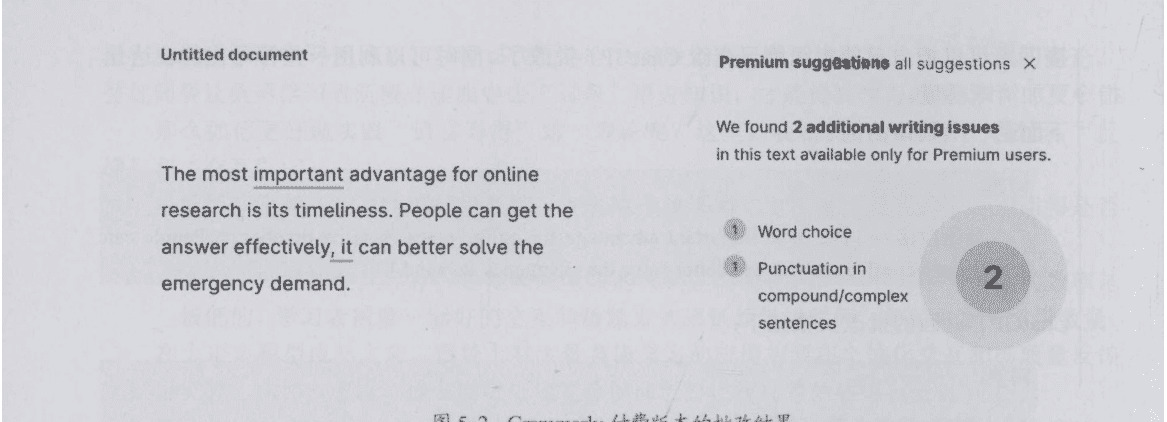 Untitled document
Premium suggestions all suggestions ×
We found 2 additional writing issues
in this text available only for Premium users.
The most important advantage for online
research is its timeliness. People can get the
answer effectively, it can better solve the
emergency demand.
1 Word choice
1 Punctuation in
compound/complex
sentences
2
图 5-2 Grammarly 付费版本的批改结果